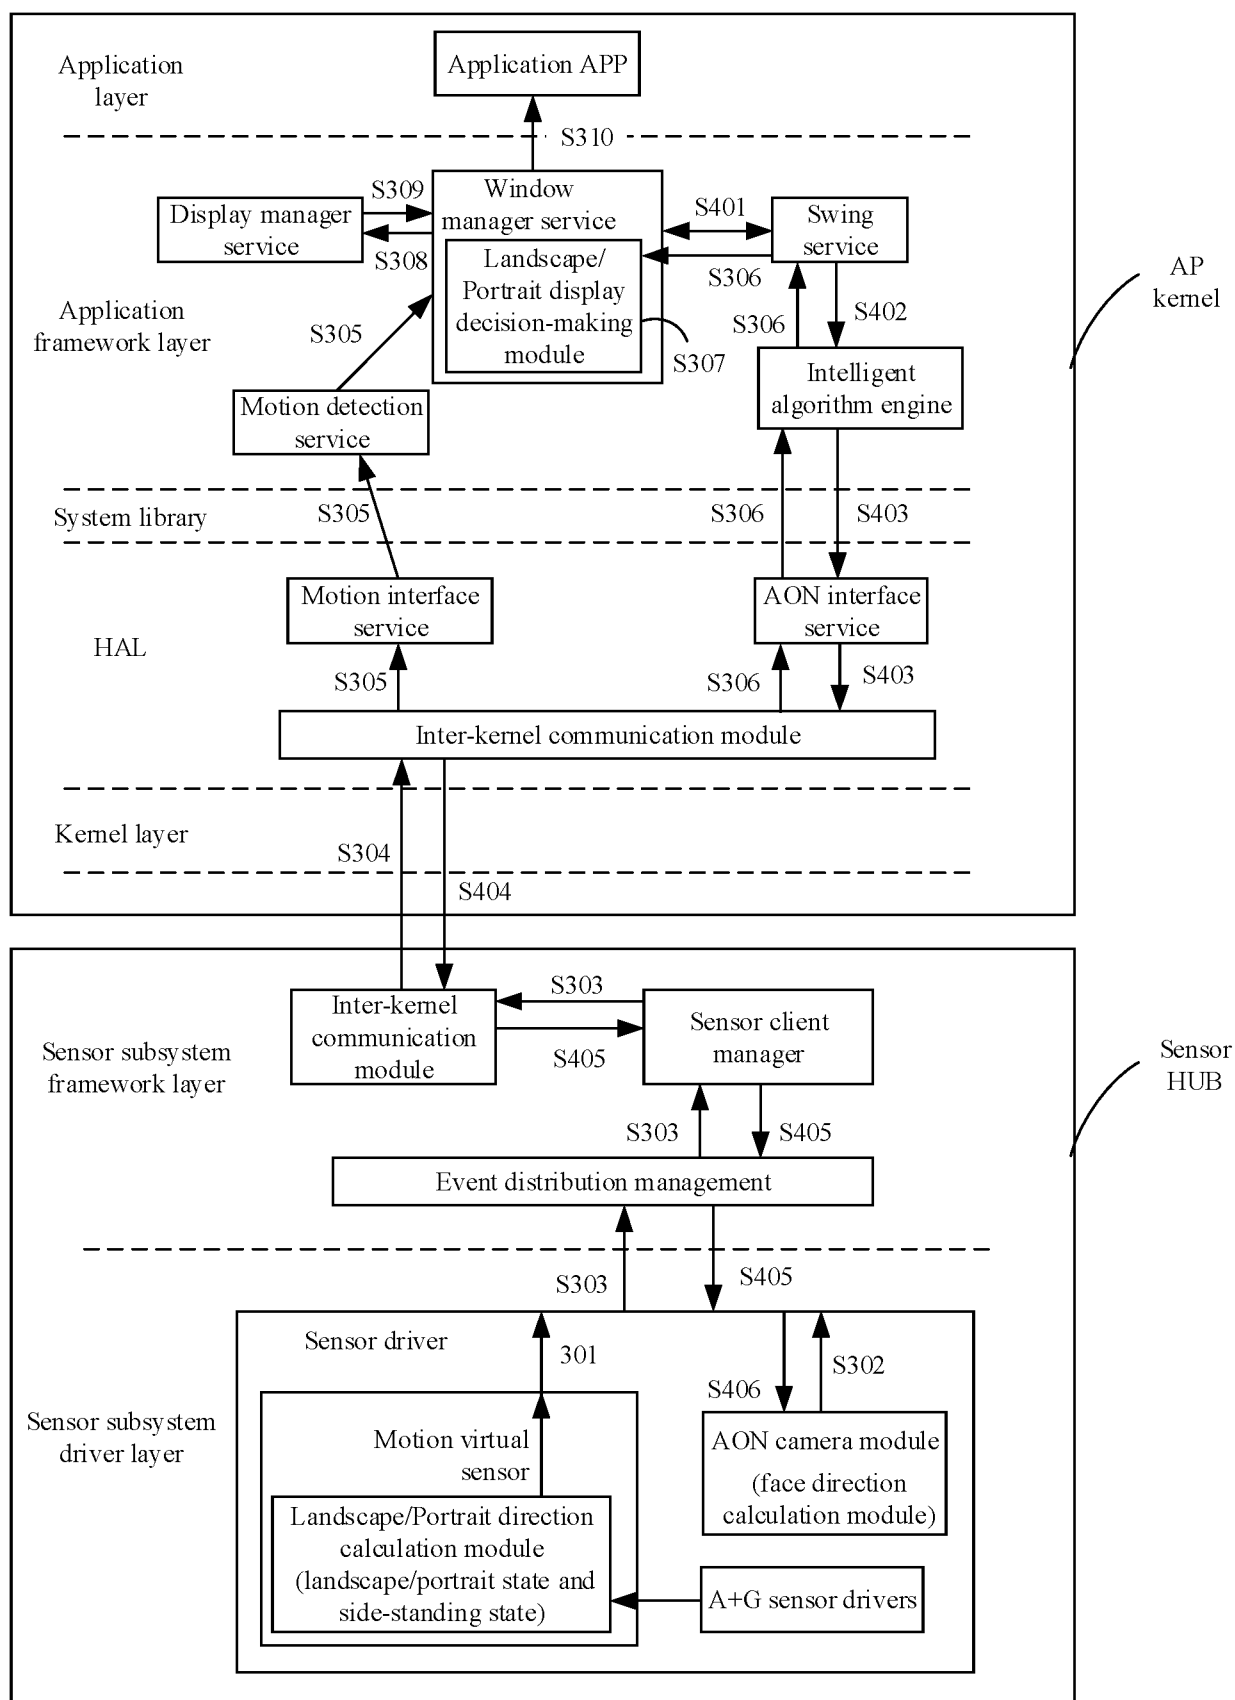 Application APP
Application
layer
S310
Window
manager service
S309
Display manager
service
S308
S401
Swing
service
S306
Landscape/
Portrait display
decision-making
module
S307
S305
S306
S402
Application
framework layer
AP
kernel
Intelligent
algorithm engine
Motion detection
service
System library
S305
S306
S403
Motion interface
service
AON interface
service
HAL
S305
S306
S403
Inter-kernel communication module
Kernel layer
S304
S404
Inter-kernel
communication
module
S303
S405
Sensor client
manager
Sensor subsystem
framework layer
Sensor
HUB
S303
S405
Event distribution management
S303
S405
Sensor driver
301
S406
S302
Sensor subsystem
driver layer
Motion virtual
sensor
AON camera module
(face direction
calculation module)
Landscape/Portrait direction
calculation module
(landscape/portrait state and
side-standing state)
A+G sensor drivers